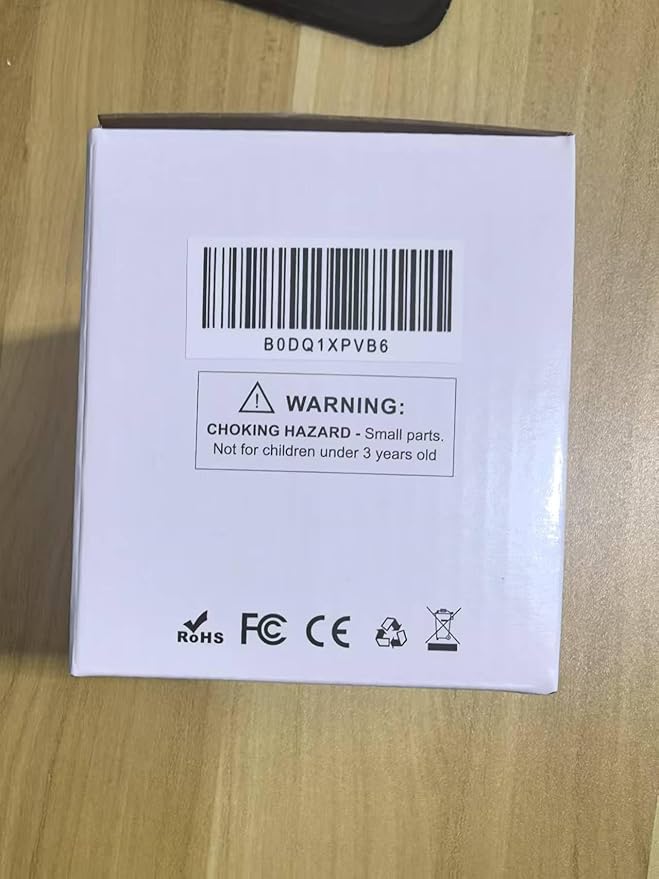 B0DQ1XPVB6
WARNING:
CHOKING HAZARD - Small parts.
Not for children under 3 years old
RoHS FC CE